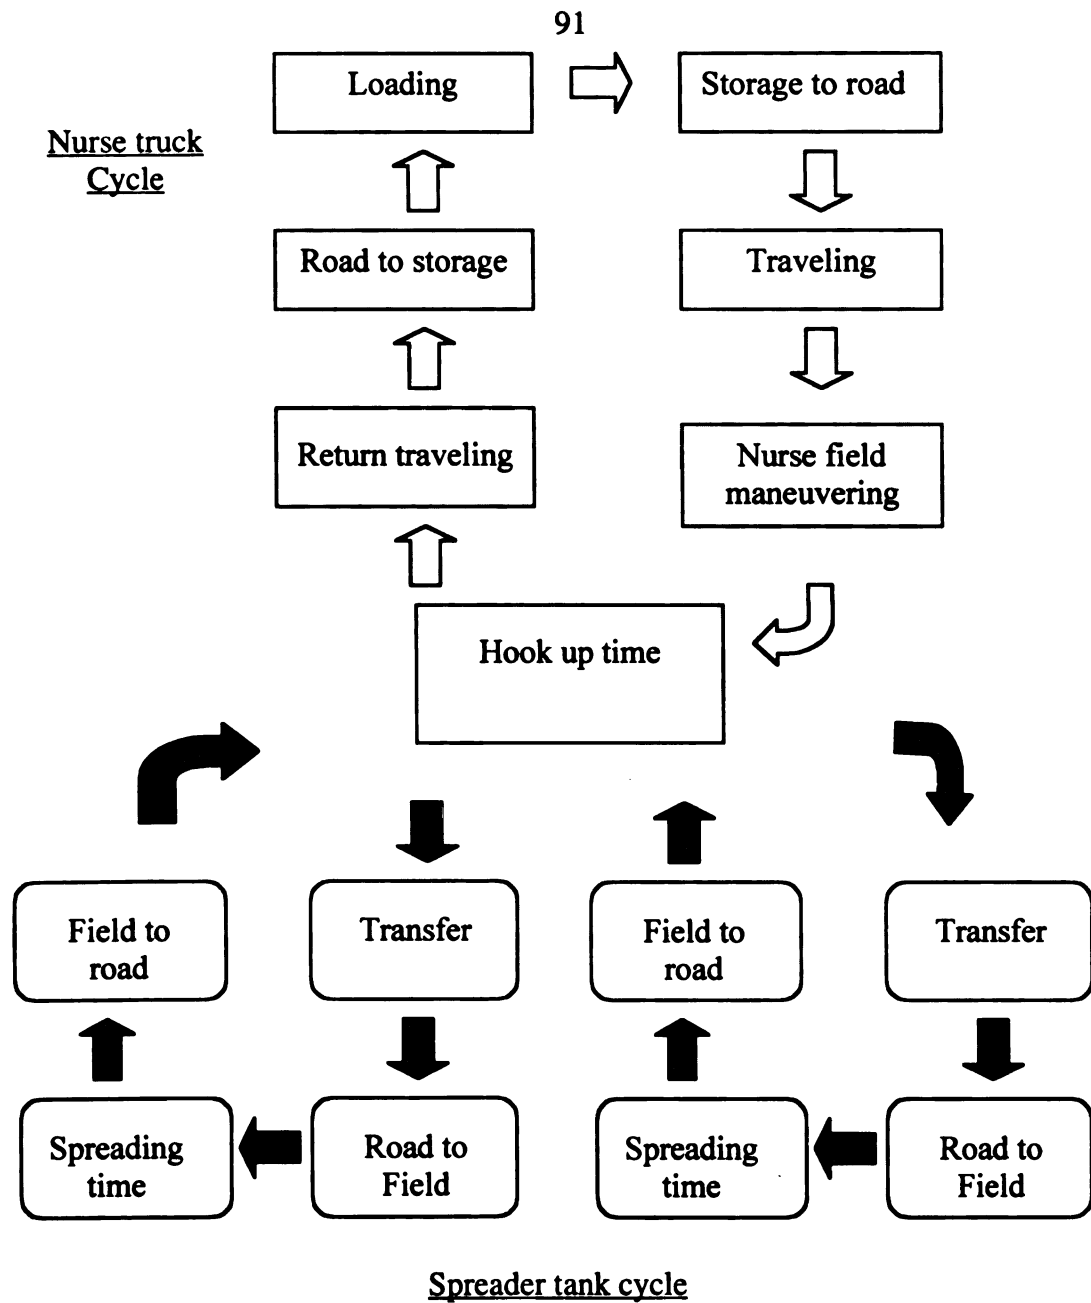 91
Loading
Storage to road
Nurse truck
Cycle
Road to storage
Traveling
Return traveling
Nurse field
maneuvering
Hook up time
Field to
road
Transfer
Field to
road
Transfer
Spreading
time
Road to
Field
Spreading
time
Road to
Field
Spreader tank cycle